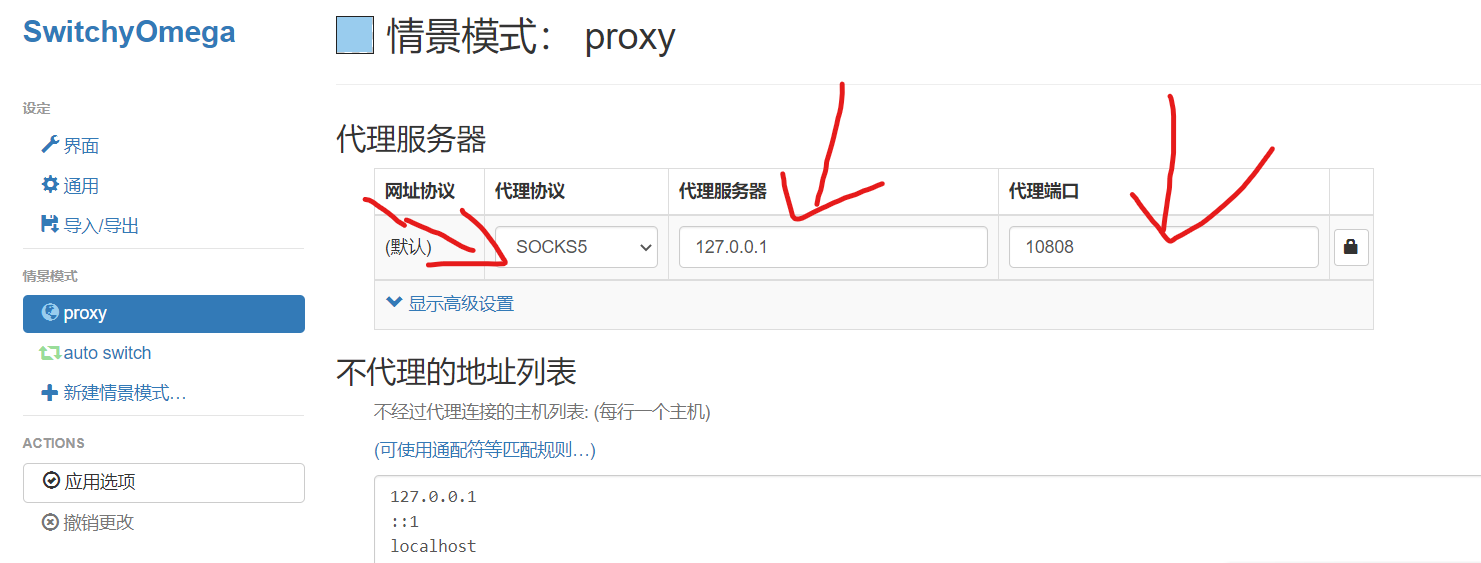 SwitchyOmega
设定
界面
通用
导入/导出
情景模式
proxy
auto switch
新建情景模式…
ACTIONS
应用选项
撤销更改
情景模式： proxy
代理服务器
网址协议 代理协议 代理服务器 代理端口
(默认) SOCKS5 127.0.0.1 10808
显示高级设置
不代理的地址列表
不经过代理连接的主机列表: (每行一个主机)
(可使用通配符等匹配规则…)
127.0.0.1
::1
localhost